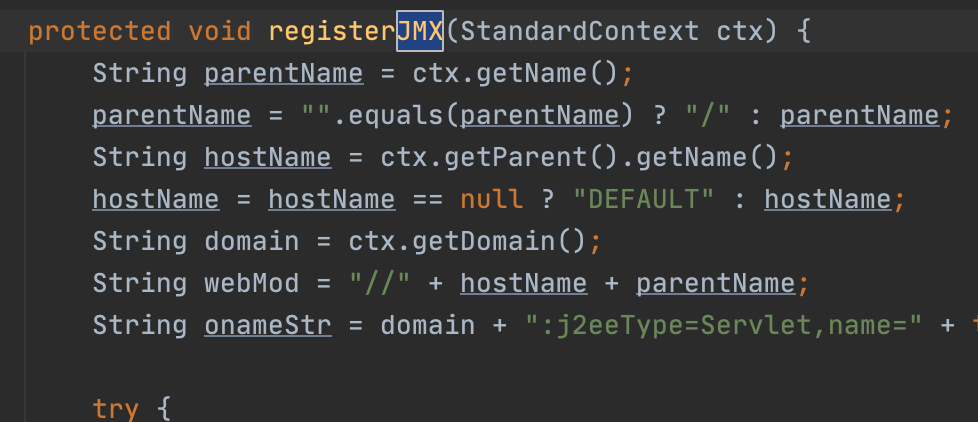 protected void registerJMX(StandardContext ctx) {
String parentName = ctx.getName();
parentName = "".equals(parentName) ? "/" : parentName;
String hostName = ctx.getParent().getName();
hostName = hostName == null ? "DEFAULT" : hostName;
String domain = ctx.getDomain();
String webMod = "//" + hostName + parentName;
String onameStr = domain + ":j2eeType=Servlet,name=" +
try {